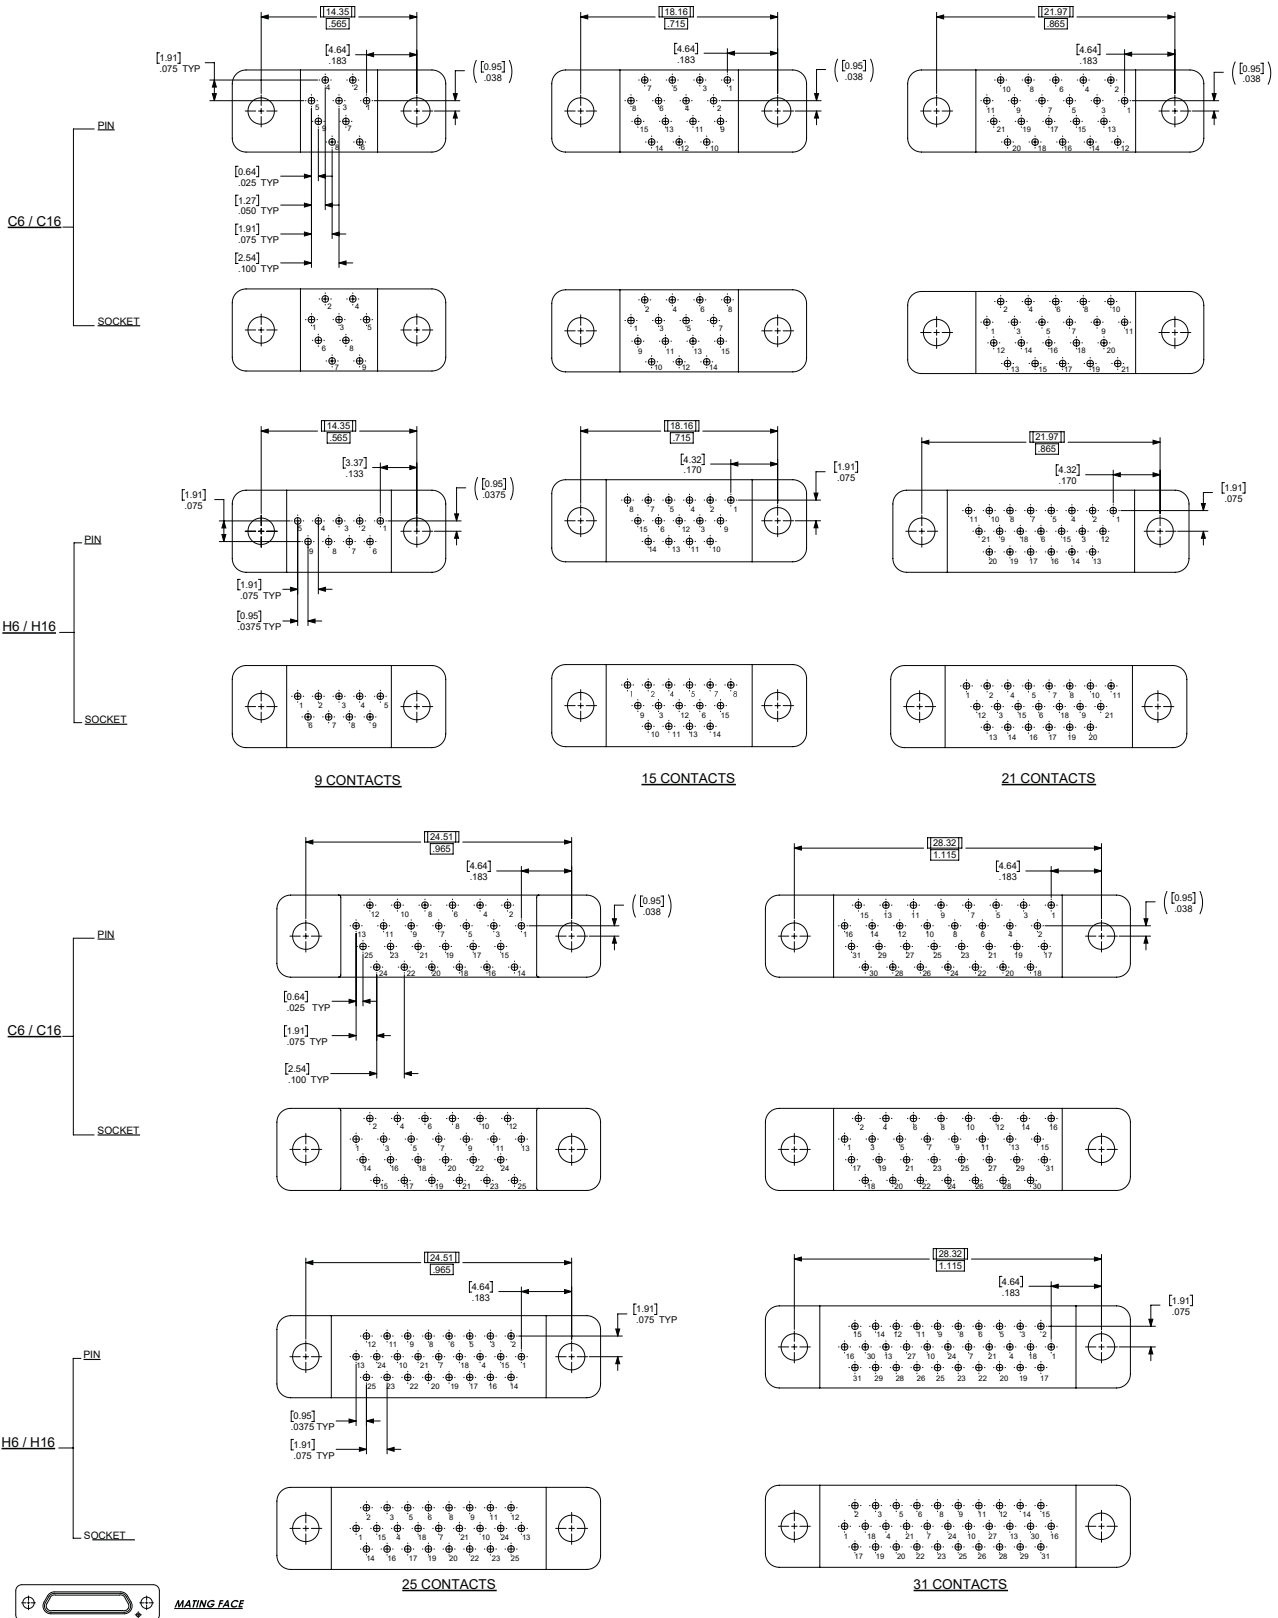 [14.35]
.565
[4.64]
.183
[1.91]
.075 TYP
([0.95]
.038)
4 2
5 3 1
9 7
8 6
[0.64]
.025 TYP
[1.27]
.050 TYP
[1.91]
.075 TYP
[2.54]
.100 TYP
[18.16]
.715
[4.64]
.183
([0.95]
.038)
7 5 3 1
8 6 4 2
15 13 11 9
14 12 10
[21.97]
.865
[4.64]
.183
([0.95]
.038)
10 8 6 4 2
11 9 7 5 3 1
21 19 17 15 13
20 18 16 14 12
PIN
C6 / C16
SOCKET
2 4
1 3 5
6 8
7 9
2 4 6 8
1 3 5 7
9 11 13 15
10 12 14
2 4 6 8 10
1 3 5 7 9 11
12 14 16 18 20
13 15 17 19 21
[14.35]
.565
[3.37]
.133
[1.91]
.075
([0.95]
.0375)
5 4 3 2 1
9 8 7 6
[1.91]
.075 TYP
[0.95]
.0375 TYP
[18.16]
.715
[4.32]
.170
[1.91]
.075
8 7 5 4 2 1
15 6 12 3 9
14 13 11 10
[21.97]
.865
[4.32]
.170
[1.91]
.075
11 10 8 7 5 4 2 1
21 9 18 6 15 3 12
20 19 17 16 14 13
PIN
H6 / H16
SOCKET
1 2 3 4 5
6 7 8 9
1 2 4 5 7 8
9 3 12 6 15
10 11 13 14
1 2 4 5 7 8 10 11
12 3 15 6 18 9 21
13 14 16 17 19 20
9 CONTACTS
15 CONTACTS
21 CONTACTS
[24.51]
.965
[4.64]
.183
([0.95]
.038)
12 10 8 6 4 2
13 11 9 7 5 3 1
25 23 21 19 17 15
24 22 20 18 16 14
[0.64]
.025 TYP
[1.91]
.075 TYP
[2.54]
.100 TYP
[28.32]
1.115
[4.64]
.183
([0.95]
.038)
15 13 11 9 7 5 3 1
16 14 12 10 8 6 4 2
31 29 27 25 23 21 19 17
30 28 26 24 22 20 18
PIN
C6 / C16
SOCKET
2 4 6 8 10 12
1 3 5 7 9 11 13
14 16 18 20 22 24
15 17 19 21 23 25
2 4 6 8 10 12 14 16
1 3 5 7 9 11 13 15
17 19 21 23 25 27 29 31
18 20 22 24 26 28 30
[24.51]
.965
[4.64]
.183
[1.91]
.075 TYP
12 11 9 8 6 5 3 2
13 24 10 21 7 18 4 15 1
25 23 22 20 19 17 16 14
[0.95]
.0375 TYP
[1.91]
.075 TYP
[28.32]
1.115
[4.64]
.183
[1.91]
.075
15 14 12 11 9 8 6 5 3 2
16 30 13 27 10 24 7 21 4 18 1
31 29 28 26 25 23 22 20 19 17
PIN
H6 / H16
SOCKET
2 3 5 6 8 9 11 12
1 15 4 18 7 21 10 24 13
14 16 17 19 20 22 23 25
2 3 5 6 8 9 11 12 14 15
1 18 4 21 7 24 10 27 13 30 16
17 19 20 22 23 25 26 28 29 31
25 CONTACTS
31 CONTACTS
MATING FACE